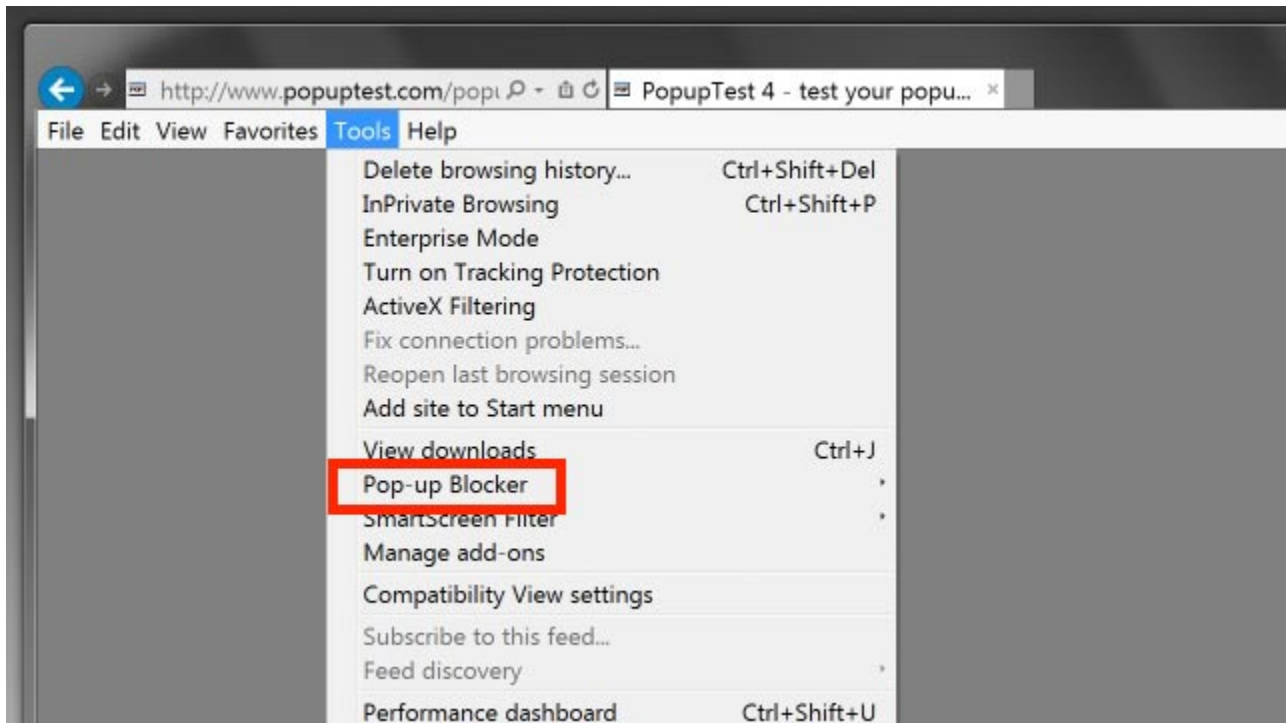 http://www.popuptest.com/popu PopupTest 4 - test your popu... ×
File Edit View Favorites Tools Help
Delete browsing history... Ctrl+Shift+Del
InPrivate Browsing Ctrl+Shift+P
Enterprise Mode
Turn on Tracking Protection
ActiveX Filtering
Fix connection problems...
Reopen last browsing session
Add site to Start menu
View downloads Ctrl+J
Pop-up Blocker
SmartScreen Filter
Manage add-ons
Compatibility View settings
Subscribe to this feed...
Feed discovery
Performance dashboard Ctrl+Shift+U